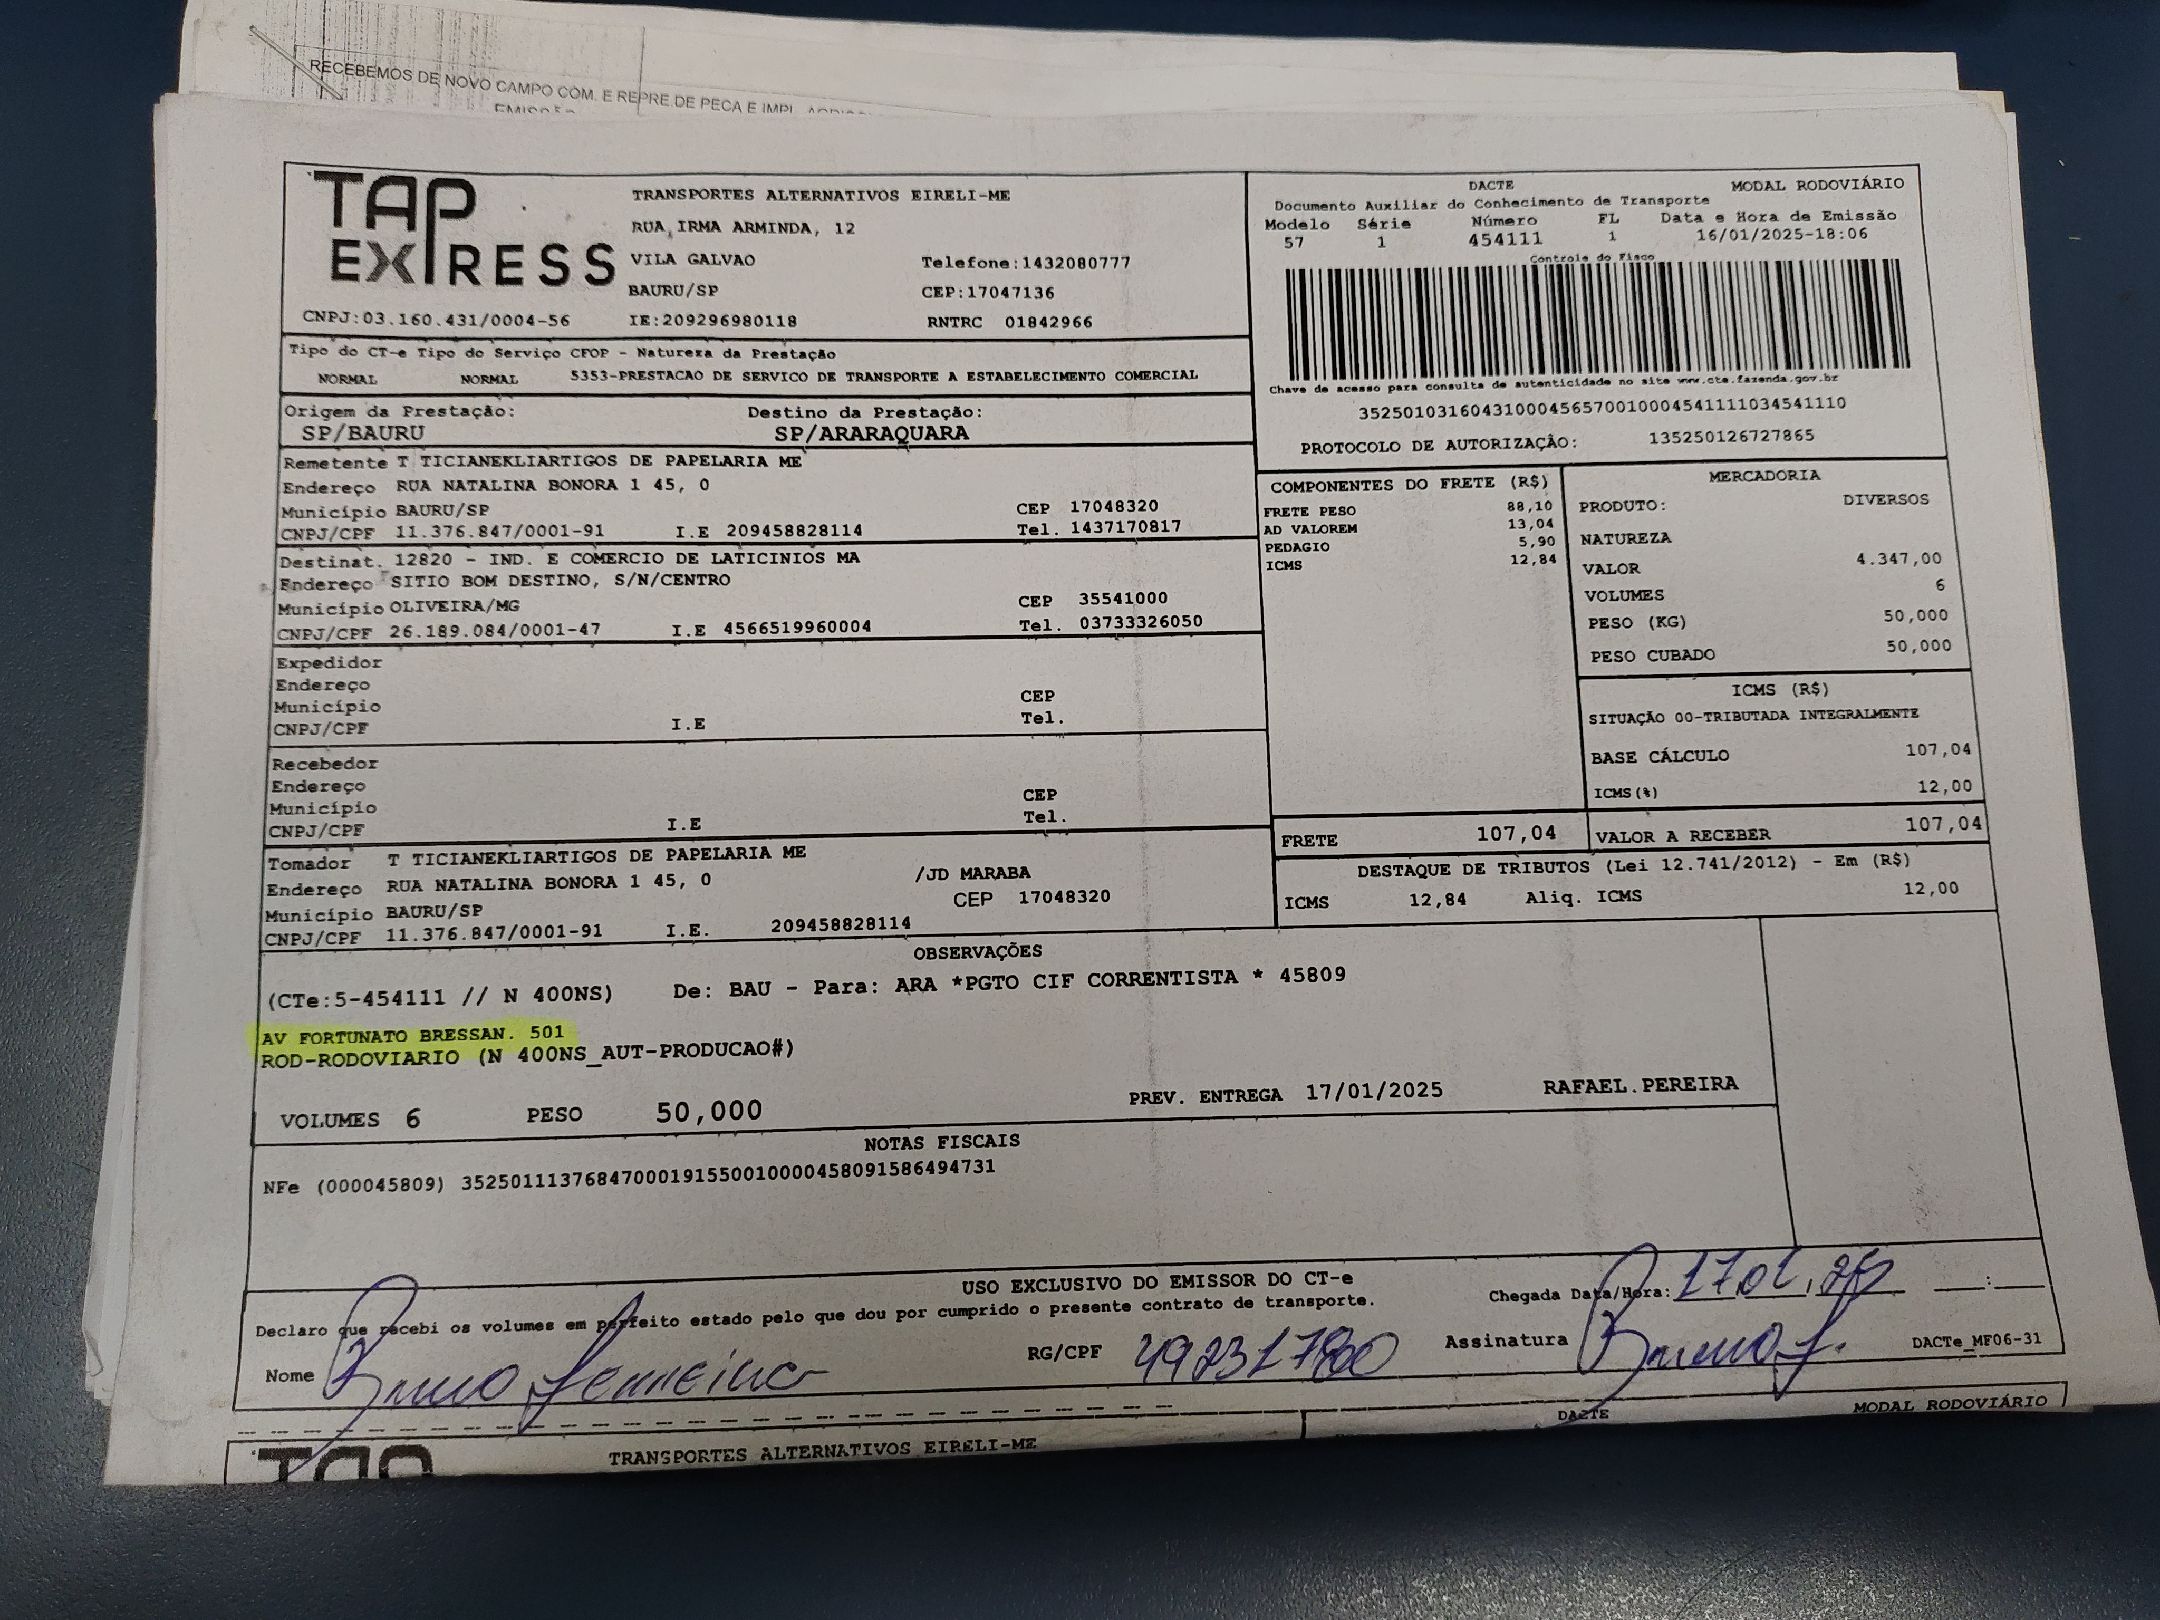 RECEBEMOS DE NOVO CAMPO COM. E REPRE.DE PECA E IMPL.
EMISSÃO
TAP EXPRESS
CNPJ:03.160.431/0004-56
TRANSPORTES ALTERNATIVOS EIRELI-ME
RUA IRMA ARMINDA, 12
VILA GALVAO Telefone:1432080777
BAURU/SP CEP:17047136
IE:209296980118 RNTRC 01842966
DACTE MODAL RODOVIÁRIO
Documento Auxiliar do Conhecimento de Transporte
Modelo Série Número FL Data e Hora de Emissão
57 1 454111 1 16/01/2025-18:06
Controle do Fisco
Chave de acesso para consulta de autenticidade no site www.cte.fazenda.gov.br
35250103160431000456570010004541111034541110
PROTOCOLO DE AUTORIZAÇÃO: 135250126727865
Tipo do CT-e Tipo do Serviço CFOP - Natureza da Prestação
NORMAL NORMAL 5353-PRESTACAO DE SERVICO DE TRANSPORTE A ESTABELECIMENTO COMERCIAL
Origem da Prestação: Destino da Prestação:
SP/BAURU SP/ARARAQUARA
Remetente T TICIANEKLIARTIGOS DE PAPELARIA ME
Endereço RUA NATALINA BONORA 1 45, 0
Município BAURU/SP CEP 17048320
CNPJ/CPF 11.376.847/0001-91 I.E 209458828114 Tel. 1437170817
Destinat. 12820 - IND. E COMERCIO DE LATICINIOS MA
Endereço SITIO BOM DESTINO, S/N/CENTRO
Município OLIVEIRA/MG CEP 35541000
CNPJ/CPF 26.189.084/0001-47 I.E 4566519960004 Tel. 03733326050
Expedidor
Endereço
Município CEP
CNPJ/CPF I.E Tel.
Recebedor
Endereço
Município CEP
CNPJ/CPF I.E Tel.
Tomador T TICIANEKLIARTIGOS DE PAPELARIA ME
Endereço RUA NATALINA BONORA 1 45, 0 /JD MARABA
Município BAURU/SP CEP 17048320
CNPJ/CPF 11.376.847/0001-91 I.E. 209458828114
COMPONENTES DO FRETE (R$)
FRETE PESO 88,10
AD VALOREM 13,04
PEDAGIO 5,90
ICMS 12,84
MERCADORIA
PRODUTO: DIVERSOS
NATUREZA
VALOR 4.347,00
VOLUMES 6
PESO (KG) 50,000
PESO CUBADO 50,000
ICMS (R$)
SITUAÇÃO 00-TRIBUTADA INTEGRALMENTE
BASE CÁLCULO 107,04
ICMS(%) 12,00
FRETE 107,04 VALOR A RECEBER 107,04
DESTAQUE DE TRIBUTOS (Lei 12.741/2012) - Em (R$)
ICMS 12,84 Aliq. ICMS 12,00
OBSERVAÇÕES
(CTe:5-454111 // N 400NS) De: BAU - Para: ARA *PGTO CIF CORRENTISTA * 45809
AV FORTUNATO BRESSAN. 501
ROD-RODOVIARIO (N 400NS_AUT-PRODUCAO#)
VOLUMES 6 PESO 50,000 PREV. ENTREGA 17/01/2025 RAFAEL.PEREIRA
NOTAS FISCAIS
NFe (000045809) 35250111376847000191550010000458091586494731
USO EXCLUSIVO DO EMISSOR DO CT-e
Declaro que recebi os volumes em perfeito estado pelo que dou por cumprido o presente contrato de transporte.
Chegada Data/Hora: 17 01, 25 __:__
Nome Bruno Ferreira RG/CPF Assinatura Bruno f. DACTe_MF06-31
DACTE MODAL RODOVIÁRIO
TAP TRANSPORTES ALTERNATIVOS EIRELI-ME